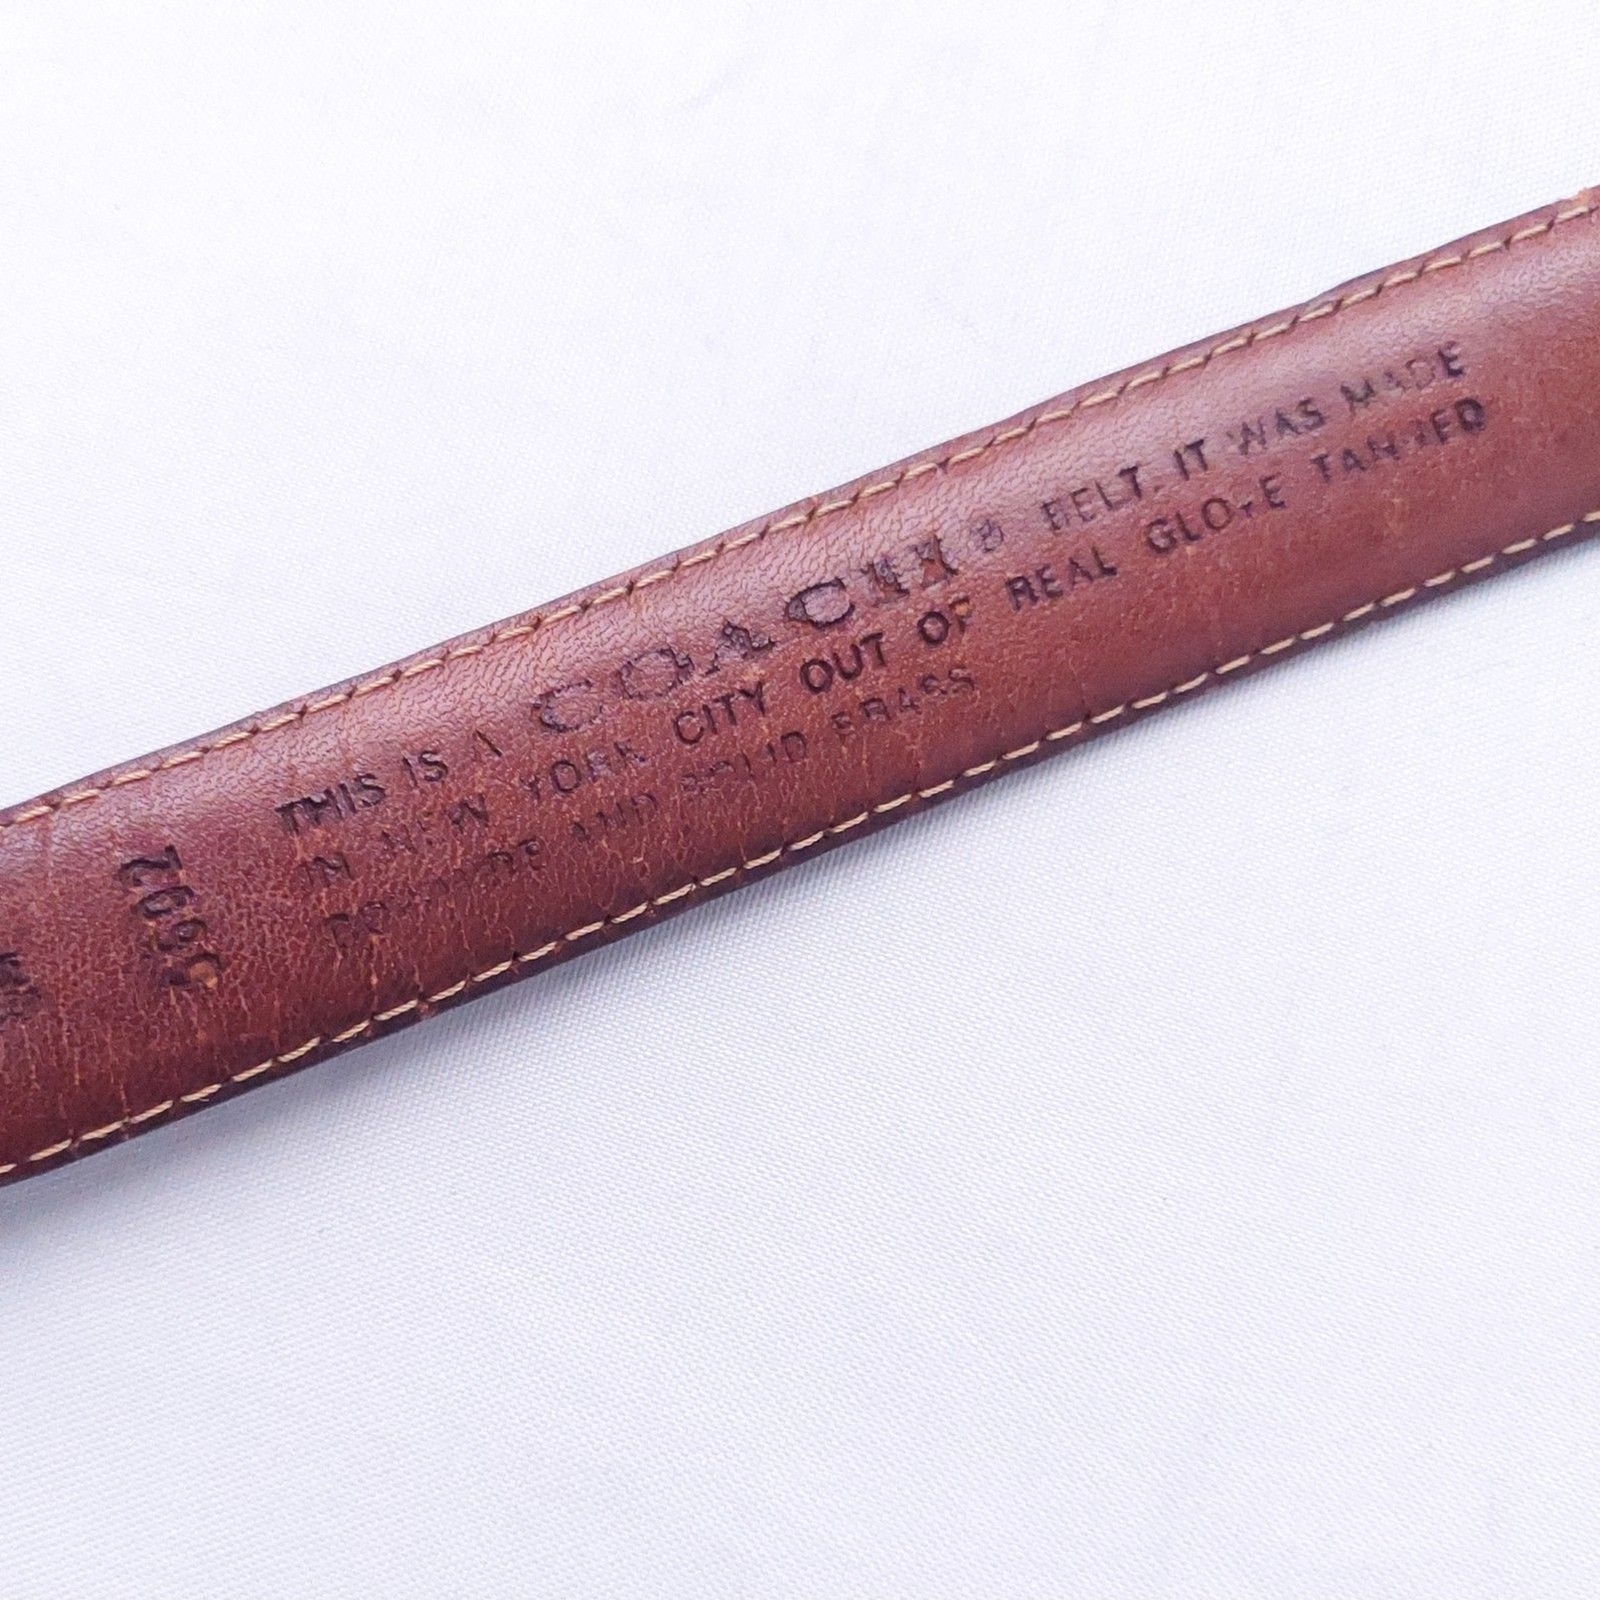 THIS IS A COACH® BELT. IT WAS MADE
IN NEW YORK CITY OUT OF REAL GLOVE TANNED
COWHIDE AND SOLID BRASS